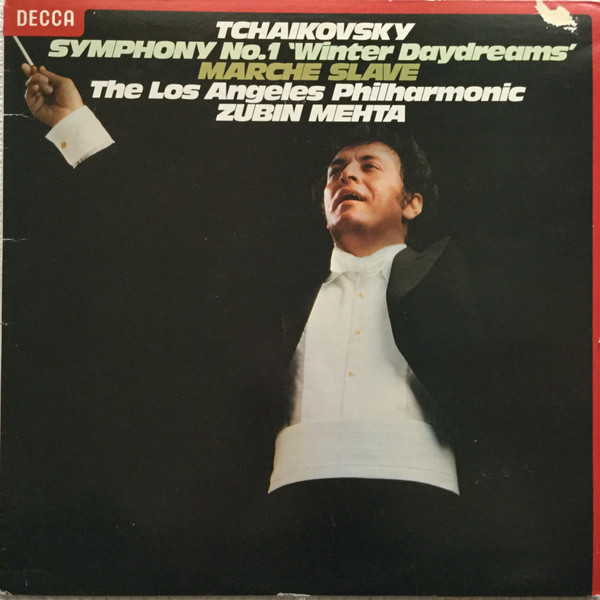 DECCA
TCHAIKOVSKY
SYMPHONY No.1 'Winter Daydreams'
MARCHE SLAVE
The Los Angeles Philharmonic
ZUBIN MEHTA